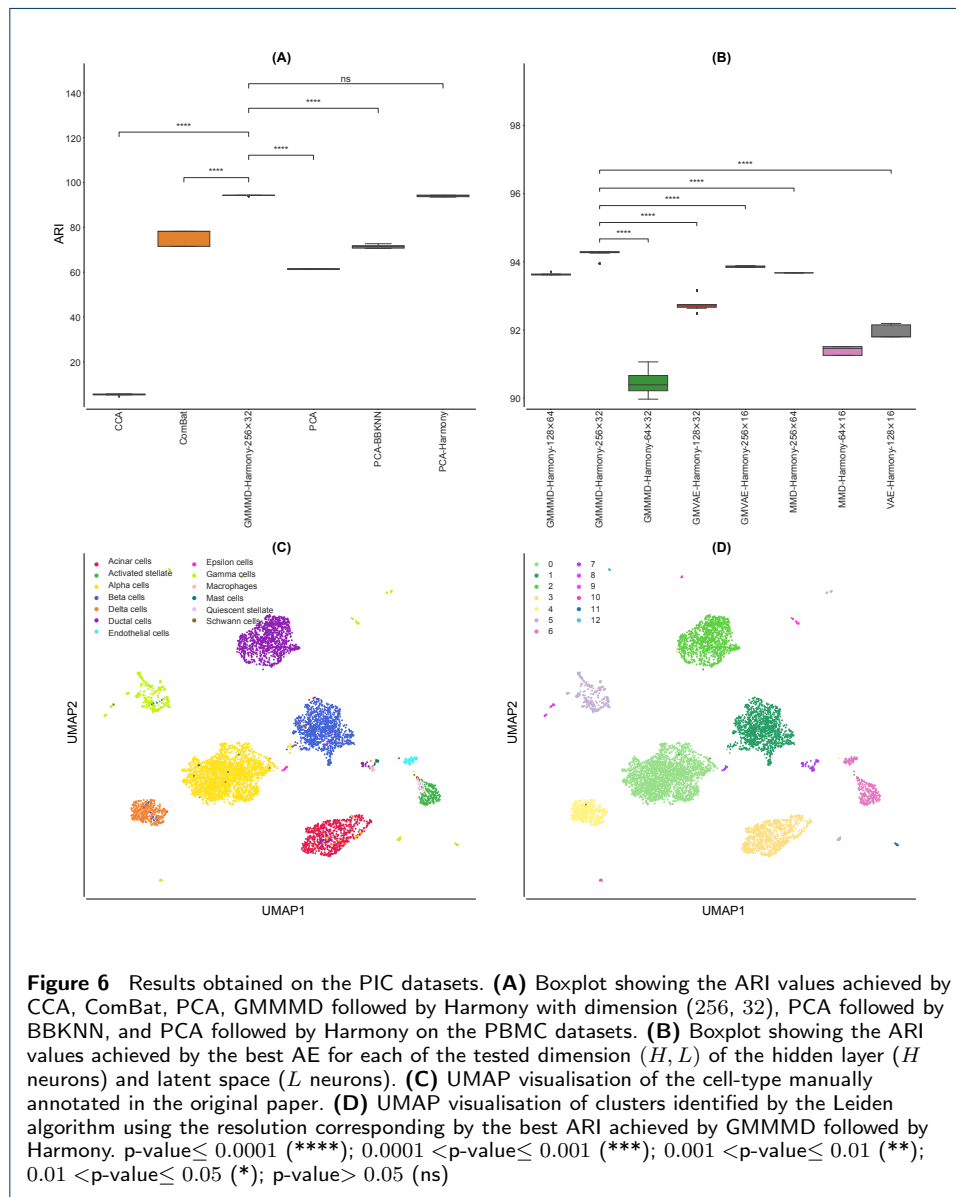 (A)
ns
****
****
****
****
140
120
100
80
60
40
20
ARI
CCA
ComBat
GMMMD-Harmony-256×32
PCA
PCA-BBKNN
PCA-Harmony
(B)
****
****
****
****
****
98
96
94
92
90
GMMMD-Harmony-128×64
GMMMD-Harmony-256×32
GMMMD-Harmony-64×32
GMVAE-Harmony-128×32
GMVAE-Harmony-256×16
MMD-Harmony-256×64
MMD-Harmony-64×16
VAE-Harmony-128×16
(C)
Acinar cells
Activated stellate
Alpha cells
Beta cells
Delta cells
Ductal cells
Endothelial cells
Epsilon cells
Gamma cells
Macrophages
Mast cells
Quiescent stellate
Schwann cells
UMAP2
UMAP1
(D)
0
1
2
3
4
5
6
7
8
9
10
11
12
UMAP2
UMAP1
Figure 6 Results obtained on the PIC datasets. (A) Boxplot showing the ARI values achieved by
CCA, ComBat, PCA, GMMMD followed by Harmony with dimension (256, 32), PCA followed by
BBKNN, and PCA followed by Harmony on the PBMC datasets. (B) Boxplot showing the ARI
values achieved by the best AE for each of the tested dimension (H, L) of the hidden layer (H
neurons) and latent space (L neurons). (C) UMAP visualisation of the cell-type manually
annotated in the original paper. (D) UMAP visualisation of clusters identified by the Leiden
algorithm using the resolution corresponding by the best ARI achieved by GMMMD followed by
Harmony. p-value≤ 0.0001 (****); 0.0001 <p-value≤ 0.001 (***); 0.001 <p-value≤ 0.01 (**);
0.01 <p-value≤ 0.05 (*); p-value> 0.05 (ns)